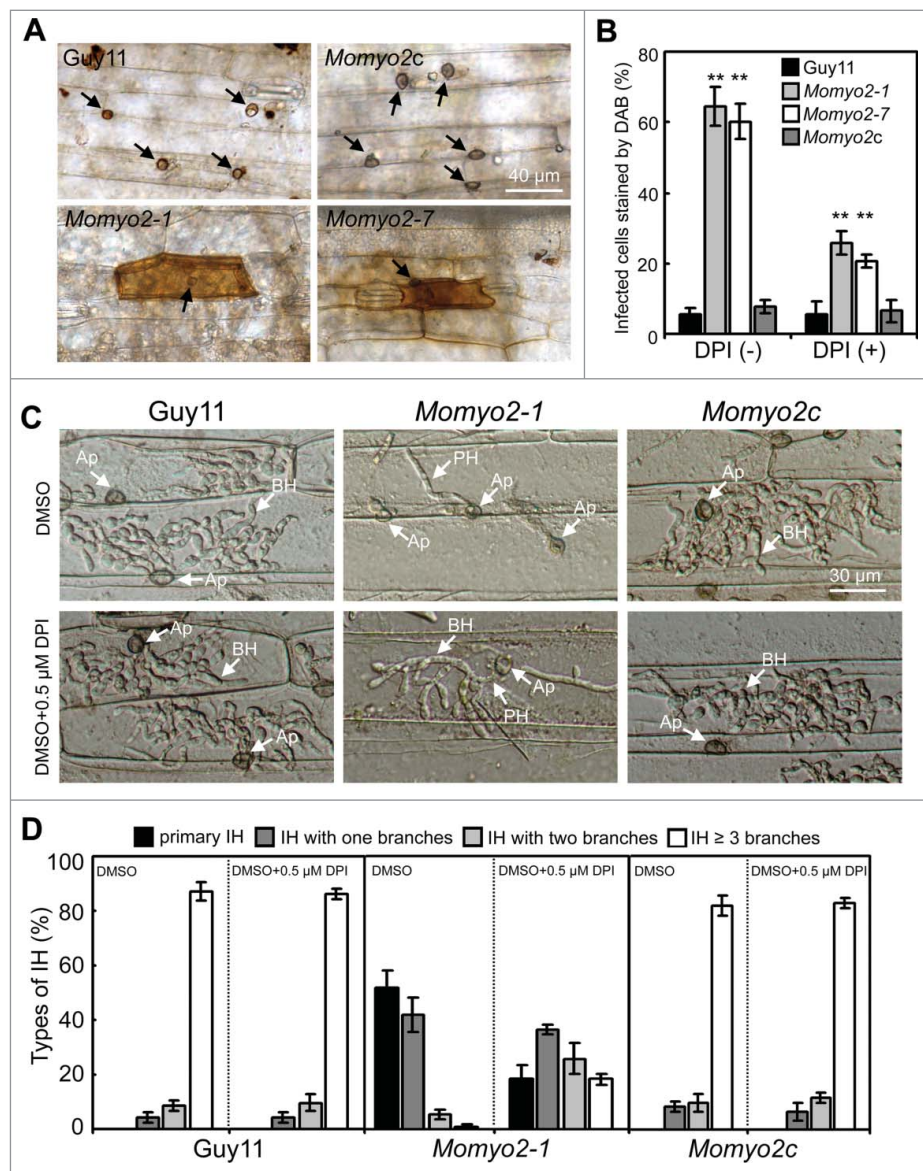 A
Guy11
Momyo2c
40 μm
Momyo2-1
Momyo2-7
B
Infected cells stained by DAB (%)
80
60
40
20
0
** **
** **
Guy11
Momyo2-1
Momyo2-7
Momyo2c
DPI (-)
DPI (+)
C
Guy11
Momyo2-1
Momyo2c
DMSO
Ap
BH
Ap
PH
Ap
Ap
Ap
Ap
BH
30 μm
DMSO+0.5 μM DPI
Ap
BH
Ap
BH
Ap
PH
BH
Ap
D
primary IH
IH with one branches
IH with two branches
IH ≥ 3 branches
Types of IH (%)
100
80
60
40
20
0
DMSO
DMSO+0.5 μM DPI
DMSO
DMSO+0.5 μM DPI
DMSO
DMSO+0.5 μM DPI
Guy11
Momyo2-1
Momyo2c